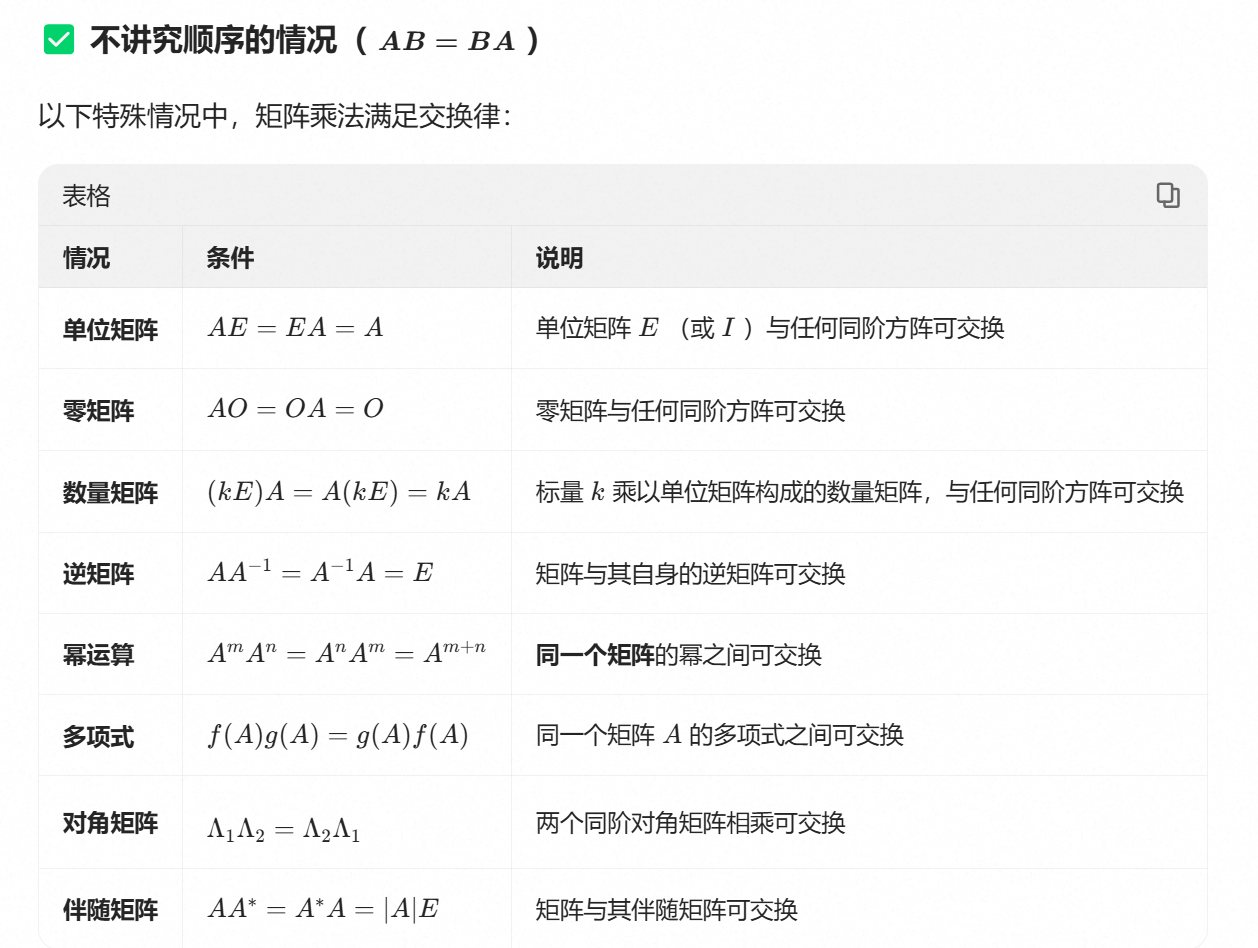 ✅ 不讲究顺序的情况（ AB = BA ）
以下特殊情况中，矩阵乘法满足交换律：
表格
情况 条件 说明
单位矩阵 AE = EA = A 单位矩阵 E （或 I ）与任何同阶方阵可交换
零矩阵 AO = OA = O 零矩阵与任何同阶方阵可交换
数量矩阵 (kE)A = A(kE) = kA 标量 k 乘以单位矩阵构成的数量矩阵，与任何同阶方阵可交换
逆矩阵 AA⁻¹ = A⁻¹A = E 矩阵与其自身的逆矩阵可交换
幂运算 AᵐAⁿ = AⁿAᵐ = Aᵐ⁺ⁿ 同一个矩阵的幂之间可交换
多项式 f(A)g(A) = g(A)f(A) 同一个矩阵 A 的多项式之间可交换
对角矩阵 Λ₁Λ₂ = Λ₂Λ₁ 两个同阶对角矩阵相乘可交换
伴随矩阵 AA* = A*A = |A|E 矩阵与其伴随矩阵可交换